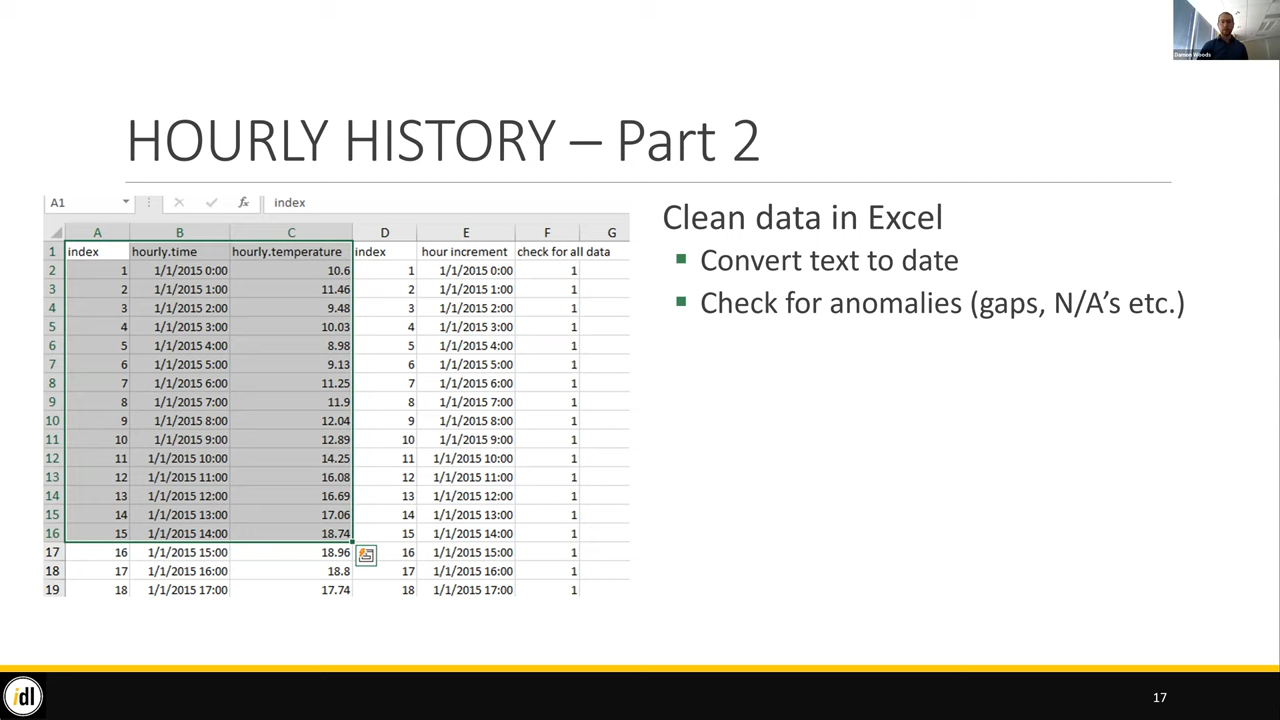 Damon Woods
HOURLY HISTORY – Part 2
A1 fx index
A B C D E F G
1 index hourly.time hourly.temperature index hour increment check for all data
2 1 1/1/2015 0:00 10.6 1 1/1/2015 0:00 1
3 2 1/1/2015 1:00 11.46 2 1/1/2015 1:00 1
4 3 1/1/2015 2:00 9.48 3 1/1/2015 2:00 1
5 4 1/1/2015 3:00 10.03 4 1/1/2015 3:00 1
6 5 1/1/2015 4:00 8.98 5 1/1/2015 4:00 1
7 6 1/1/2015 5:00 9.13 6 1/1/2015 5:00 1
8 7 1/1/2015 6:00 11.25 7 1/1/2015 6:00 1
9 8 1/1/2015 7:00 11.9 8 1/1/2015 7:00 1
10 9 1/1/2015 8:00 12.04 9 1/1/2015 8:00 1
11 10 1/1/2015 9:00 12.89 10 1/1/2015 9:00 1
12 11 1/1/2015 10:00 14.25 11 1/1/2015 10:00 1
13 12 1/1/2015 11:00 16.08 12 1/1/2015 11:00 1
14 13 1/1/2015 12:00 16.69 13 1/1/2015 12:00 1
15 14 1/1/2015 13:00 17.06 14 1/1/2015 13:00 1
16 15 1/1/2015 14:00 18.74 15 1/1/2015 14:00 1
17 16 1/1/2015 15:00 18.96 16 1/1/2015 15:00 1
18 17 1/1/2015 16:00 18.8 17 1/1/2015 16:00 1
19 18 1/1/2015 17:00 17.74 18 1/1/2015 17:00 1
Clean data in Excel
Convert text to date
Check for anomalies (gaps, N/A’s etc.)
idl
17